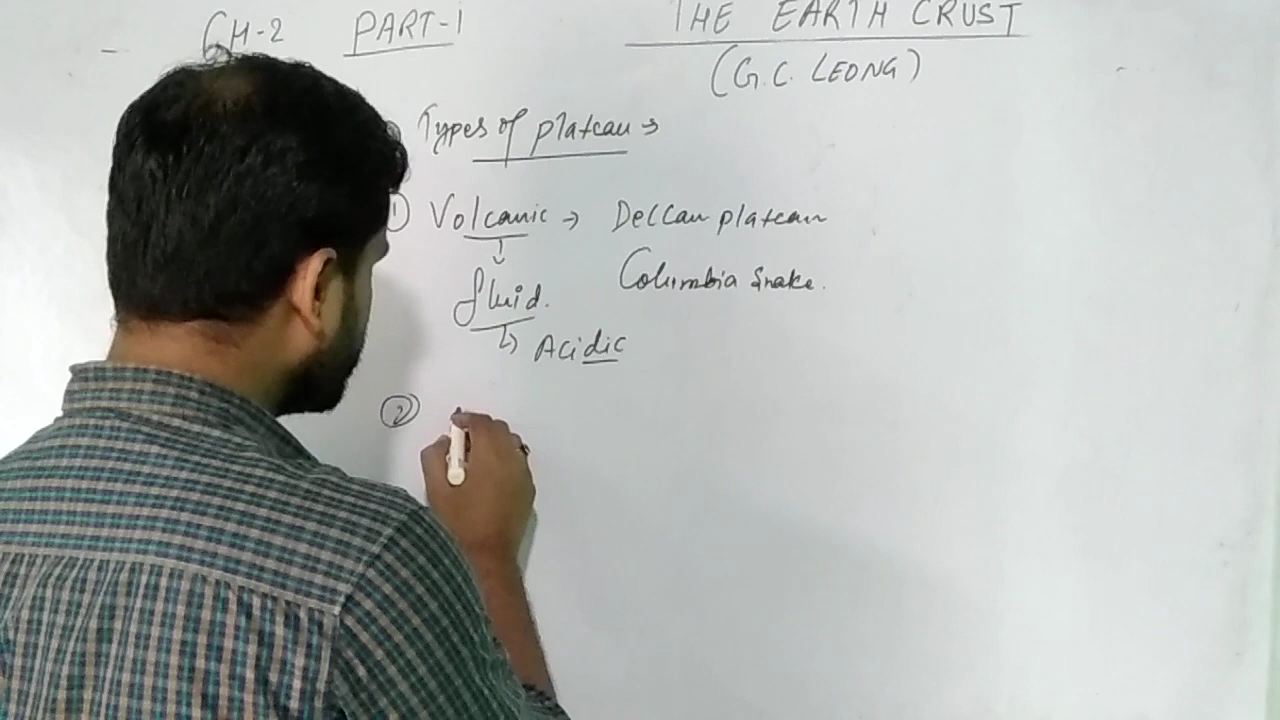 CH-2 PART-1 THE EARTH CRUST
(G.C. LEONG)
Types of plateau →
1) Volcanic → Deccan plateau
↓
fluid. Columbia Snake.
↳ Acidic
②